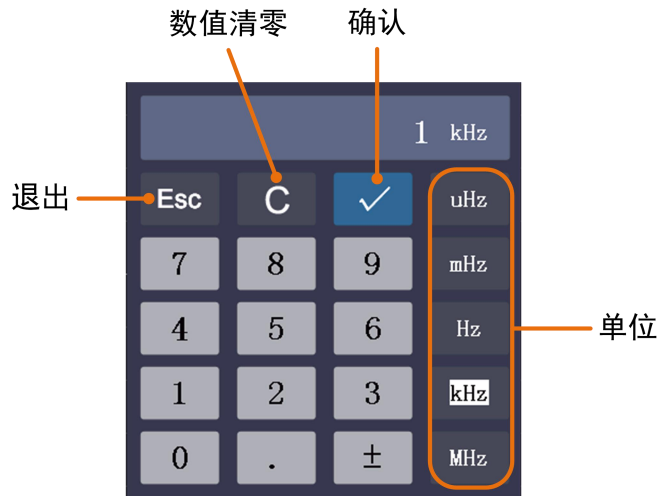 数值清零 确认
1 kHz
退出 Esc C ✓ uHz
7 8 9 mHz
4 5 6 Hz 单位
1 2 3 kHz
0 . ± MHz